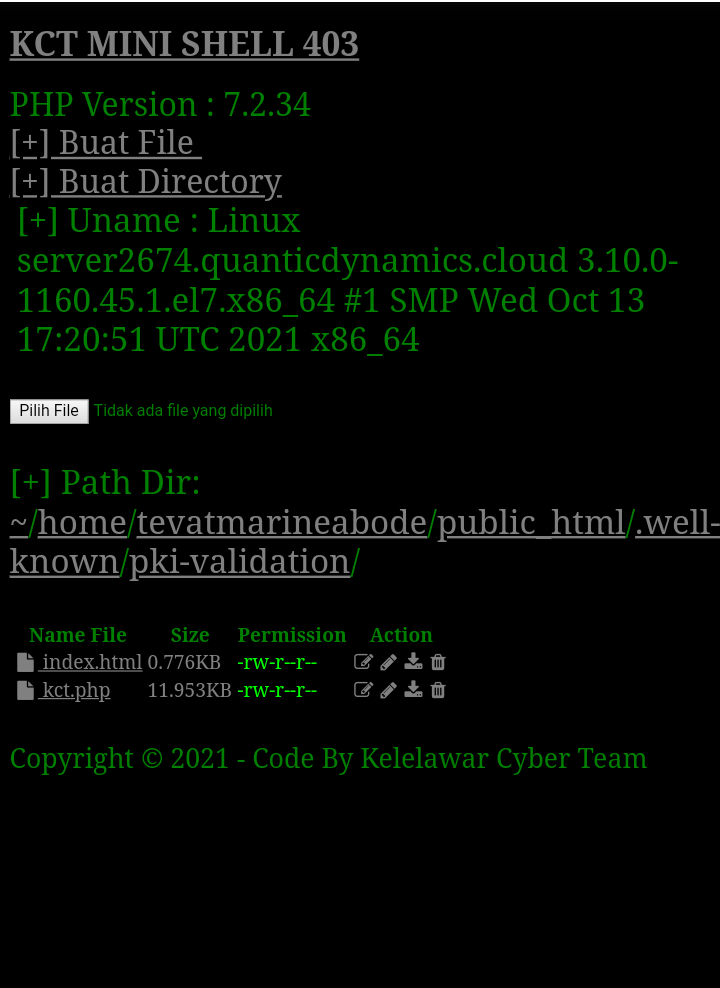 KCT MINI SHELL 403
PHP Version : 7.2.34
[+] Buat File
[+] Buat Directory
[+] Uname : Linux
server2674.quanticdynamics.cloud 3.10.0-
1160.45.1.el7.x86_64 #1 SMP Wed Oct 13
17:20:51 UTC 2021 x86_64
Pilih File Tidak ada file yang dipilih
[+] Path Dir:
~/home/tevatmarineabode/public_html/.well-
known/pki-validation/
Name File Size Permission Action
index.html 0.776KB -rw-r--r--
kct.php 11.953KB -rw-r--r--
Copyright © 2021 - Code By Kelelawar Cyber Team